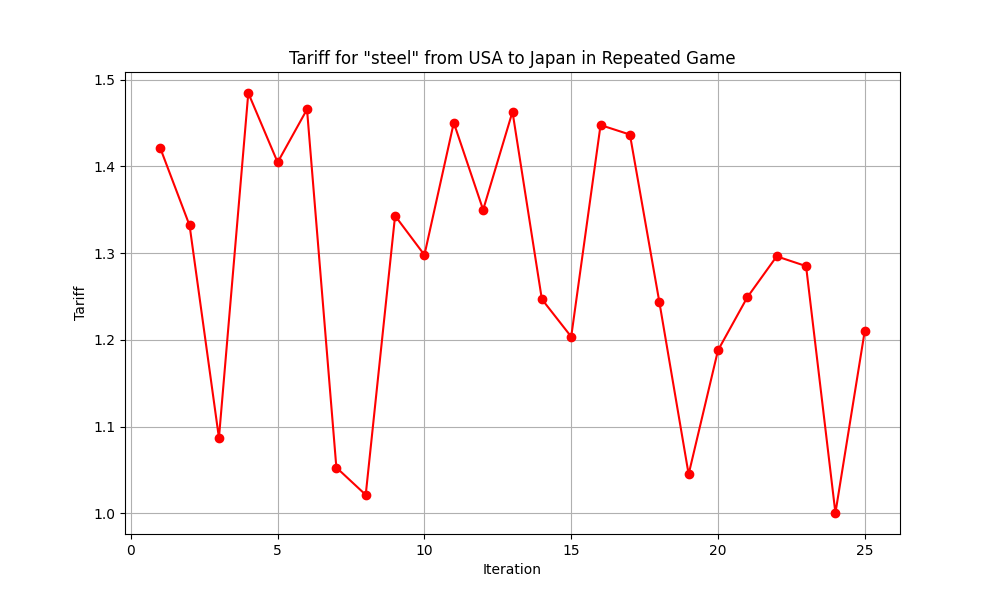 Tariff for "steel" from USA to Japan in Repeated Game
Tariff
1.5
1.4
1.3
1.2
1.1
1.0
0 5 10 15 20 25
Iteration